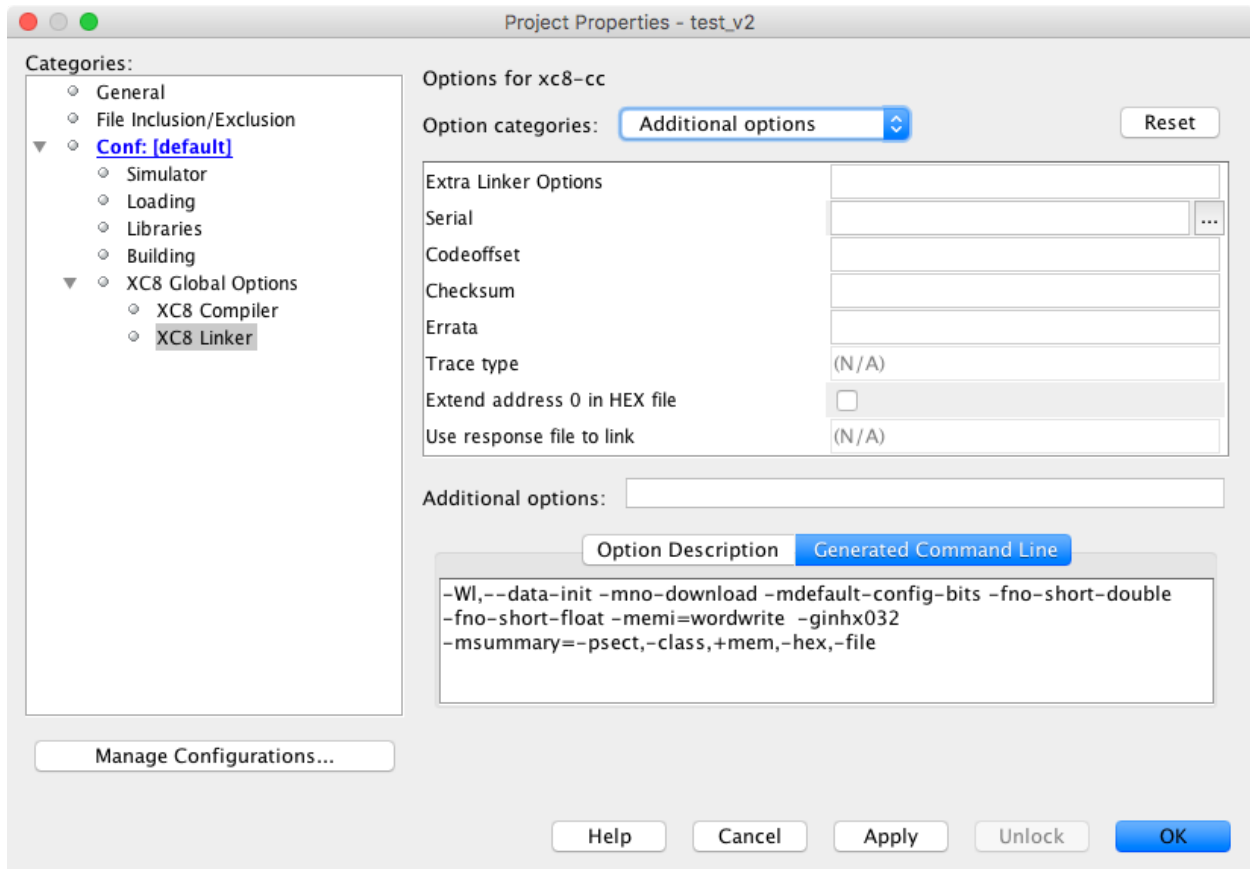 Project Properties - test_v2
Categories:
General
File Inclusion/Exclusion
Conf: [default]
Simulator
Loading
Libraries
Building
XC8 Global Options
XC8 Compiler
XC8 Linker
Manage Configurations...
Options for xc8-cc
Option categories: Additional options Reset
Extra Linker Options
Serial ...
Codeoffset
Checksum
Errata
Trace type (N/A)
Extend address 0 in HEX file
Use response file to link (N/A)
Additional options:
Option Description Generated Command Line
-Wl,--data-init -mno-download -mdefault-config-bits -fno-short-double
-fno-short-float -memi=wordwrite -ginhx032
-msummary=-psect,-class,+mem,-hex,-file
Help Cancel Apply Unlock OK